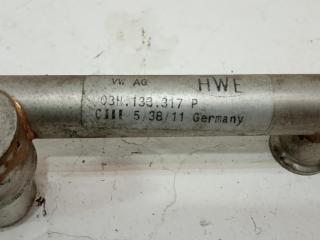 VW AG HWE
03H.133.317 P
CIII 5/38/11 Germany